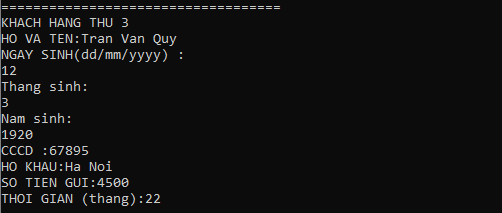 ==================================
KHACH HANG THU 3
HO VA TEN:Tran Van Quy
NGAY SINH(dd/mm/yyyy) :
12
Thang sinh:
3
Nam sinh:
1920
CCCD :67895
HO KHAU:Ha Noi
SO TIEN GUI:4500
THOI GIAN (thang):22